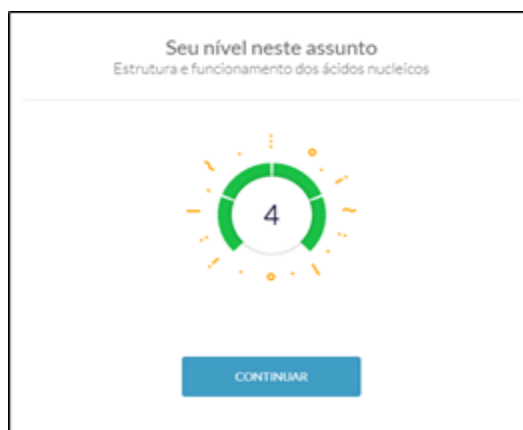 Seu nível neste assunto
Estrutura e funcionamento dos ácidos nucleicos
4
CONTINUAR